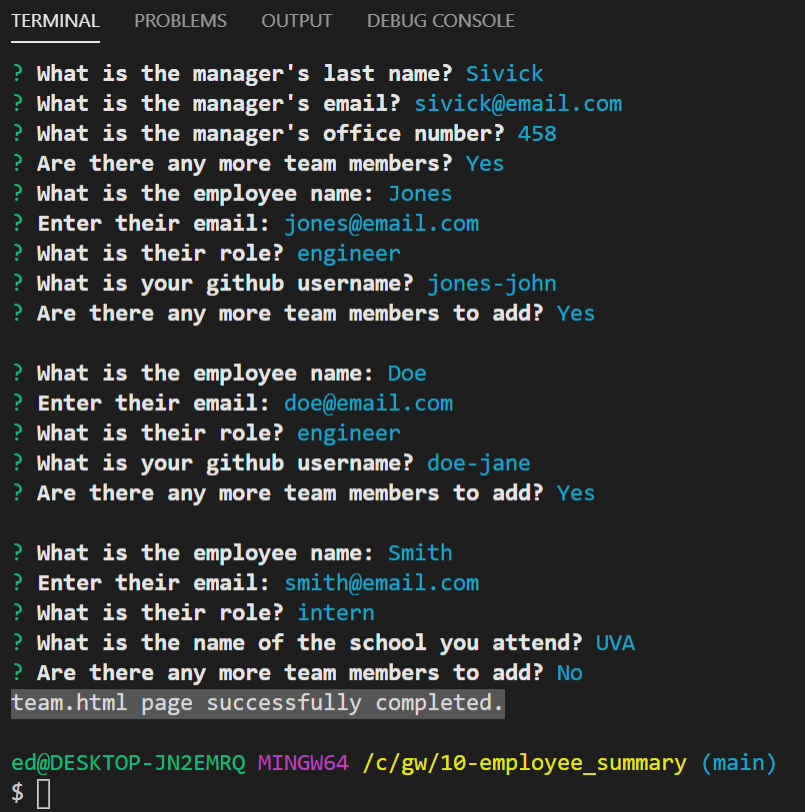 TERMINAL PROBLEMS OUTPUT DEBUG CONSOLE
? What is the manager's last name? Sivick
? What is the manager's email? sivick@email.com
? What is the manager's office number? 458
? Are there any more team members? Yes
? What is the employee name: Jones
? Enter their email: jones@email.com
? What is their role? engineer
? What is your github username? jones-john
? Are there any more team members to add? Yes
? What is the employee name: Doe
? Enter their email: doe@email.com
? What is their role? engineer
? What is your github username? doe-jane
? Are there any more team members to add? Yes
? What is the employee name: Smith
? Enter their email: smith@email.com
? What is their role? intern
? What is the name of the school you attend? UVA
? Are there any more team members to add? No
team.html page successfully completed.
ed@DESKTOP-JN2EMRQ MINGW64 /c/gw/10-employee_summary (main)
$